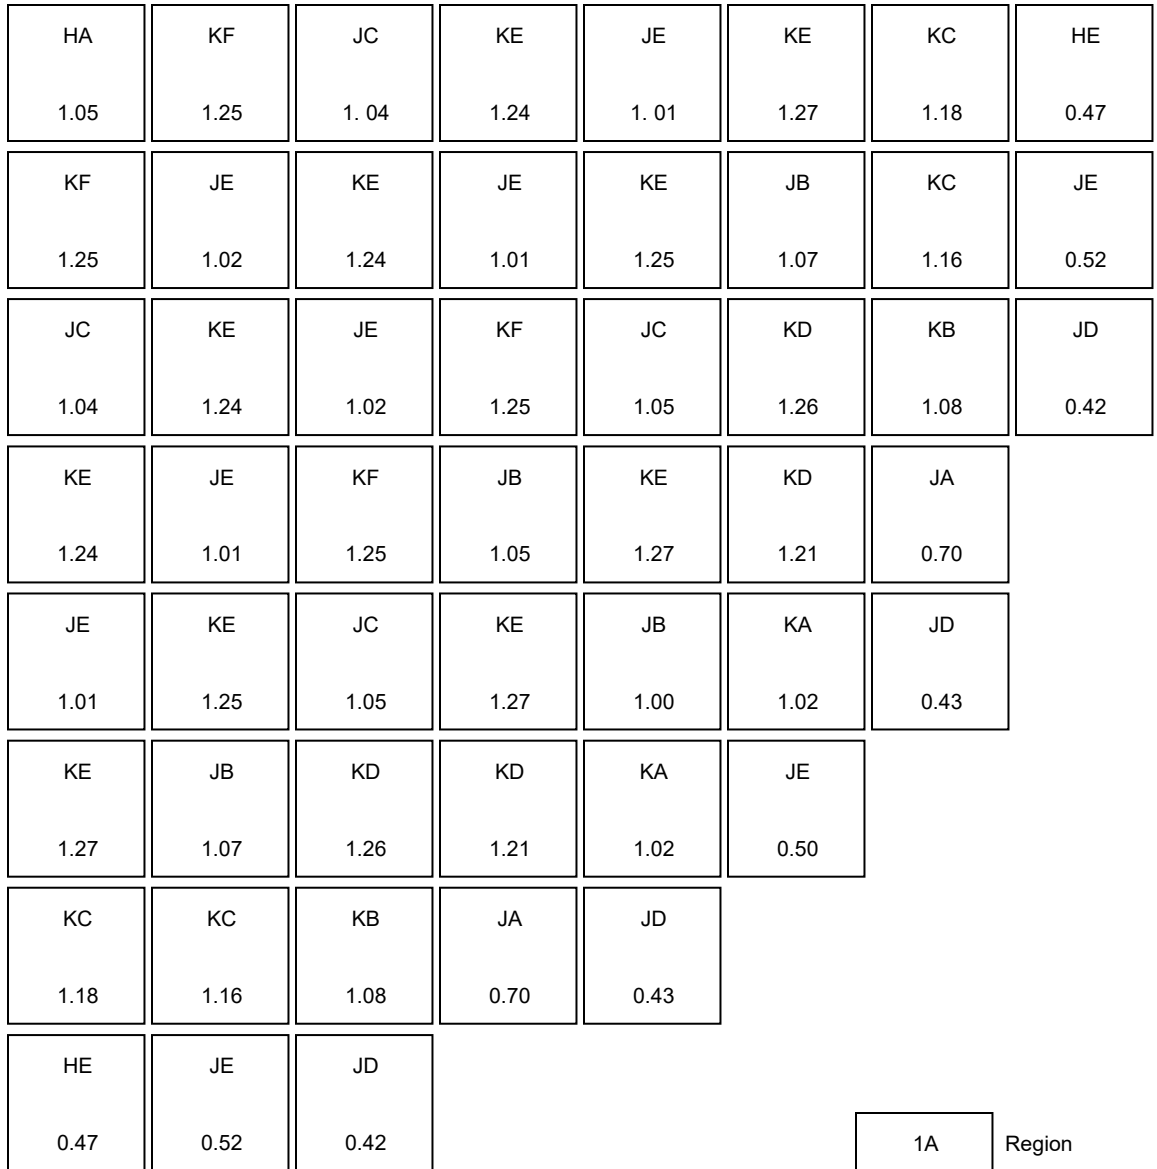 HA KF JC KE JE KE KC HE
1.05 1.25 1. 04 1.24 1. 01 1.27 1.18 0.47
KF JE KE JE KE JB KC JE
1.25 1.02 1.24 1.01 1.25 1.07 1.16 0.52
JC KE JE KF JC KD KB JD
1.04 1.24 1.02 1.25 1.05 1.26 1.08 0.42
KE JE KF JB KE KD JA
1.24 1.01 1.25 1.05 1.27 1.21 0.70
JE KE JC KE JB KA JD
1.01 1.25 1.05 1.27 1.00 1.02 0.43
KE JB KD KD KA JE
1.27 1.07 1.26 1.21 1.02 0.50
KC KC KB JA JD
1.18 1.16 1.08 0.70 0.43
HE JE JD
0.47 0.52 0.42 1A Region